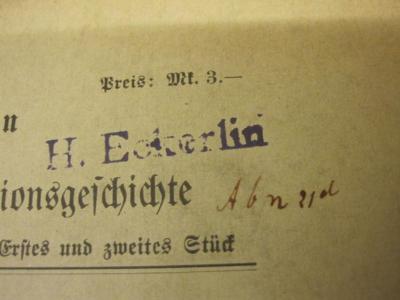 Preis: Mk. 3.—
n
H. Eckerlin
ionsgeschichte
Erstes und zweites Stück